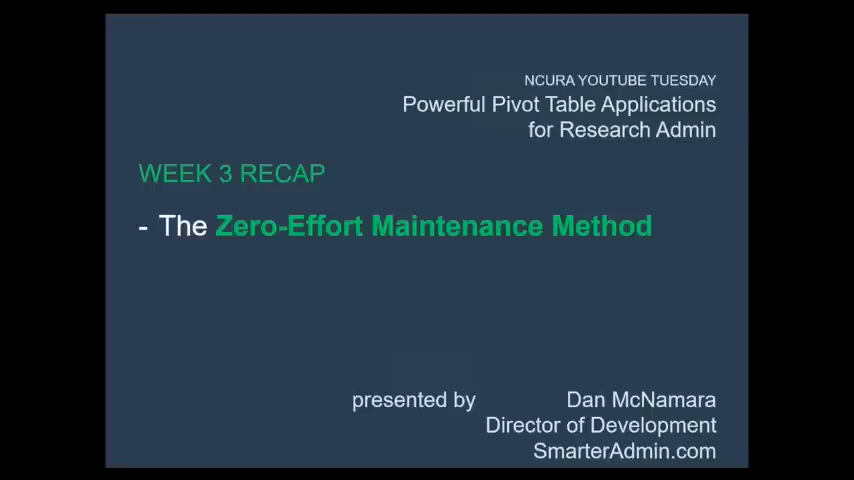 NCURA YOUTUBE TUESDAY
Powerful Pivot Table Applications
for Research Admin
WEEK 3 RECAP
- The Zero-Effort Maintenance Method
presented by Dan McNamara
Director of Development
SmarterAdmin.com